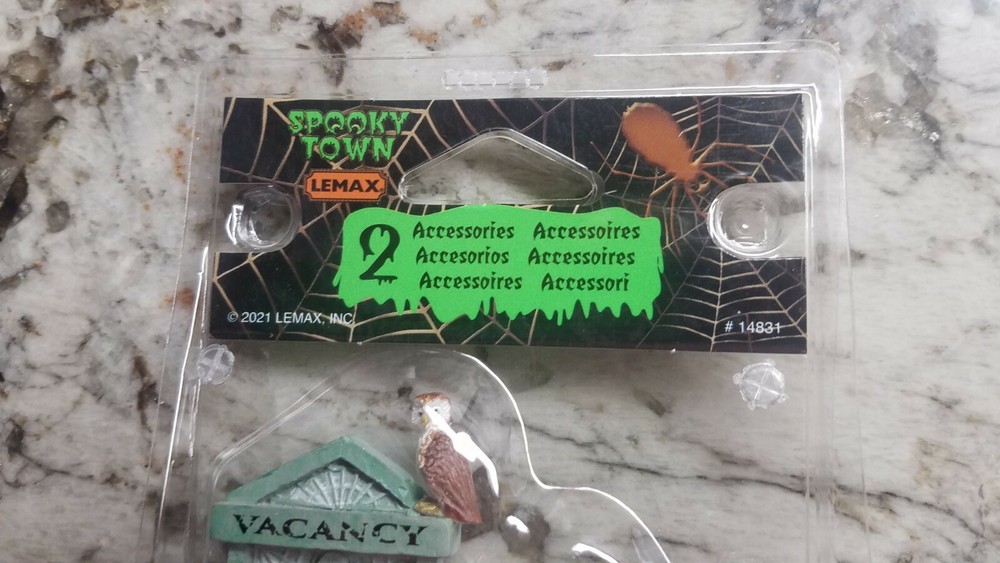 SPOOKY
TOWN
LEMAX
2
Accessories Accessoires
Accesorios Accessoires
Accessoires Accessori
© 2021 LEMAX, INC
# 14831
VACANCY